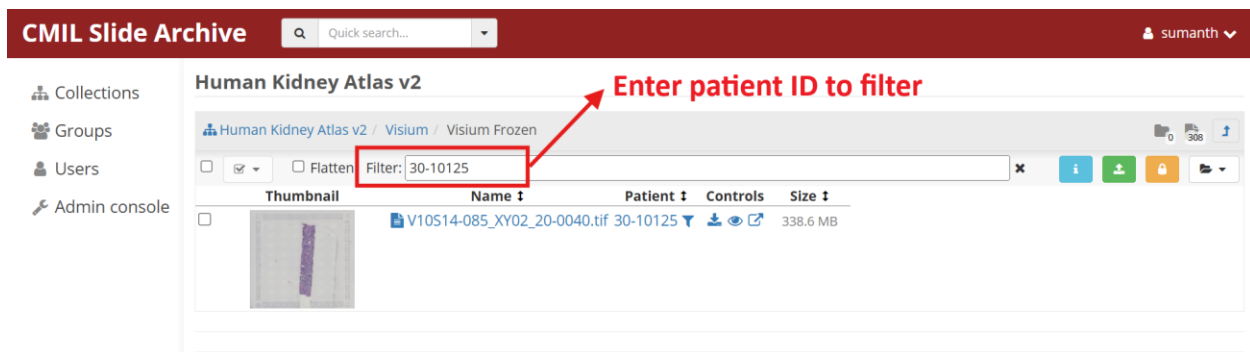 CMIL Slide Archive Quick search... sumanth
Collections
Groups
Users
Admin console
Human Kidney Atlas v2
Enter patient ID to filter
Human Kidney Atlas v2 / Visium / Visium Frozen 0 308
Flatten Filter: 30-10125
Thumbnail Name Patient Controls Size
V10S14-085_XY02_20-0040.tif 30-10125 338.6 MB